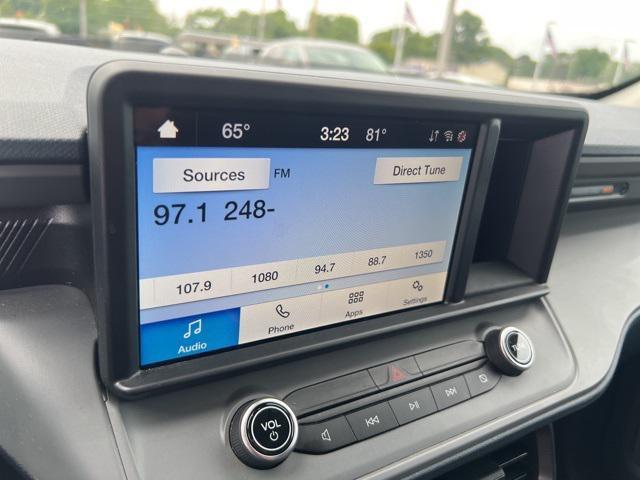 65° 3:23 81°
Sources FM Direct Tune
97.1 248-
107.9 1080 94.7 88.7 1350
Audio Phone Apps Settings
VOL
TUNE